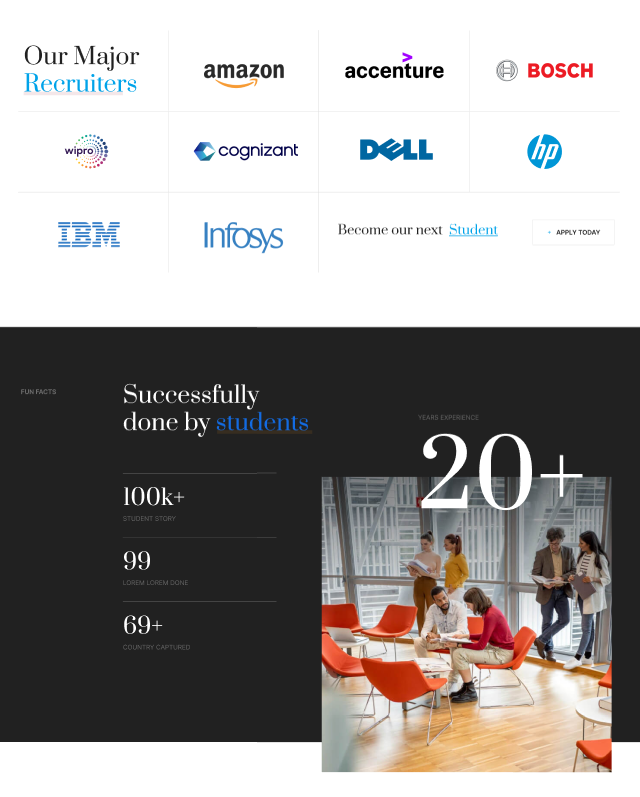 Our Major
Recruiters
amazon
accenture
BOSCH
wipro
cognizant
DELL
hp
IBM
Infosys
Become our next Student
APPLY TODAY
FUN FACTS
Successfully
done by students
100k+
STUDENT STORY
99
LOREM LOREM DONE
69+
COUNTRY CAPTURED
YEARS EXPERIENCE
20+